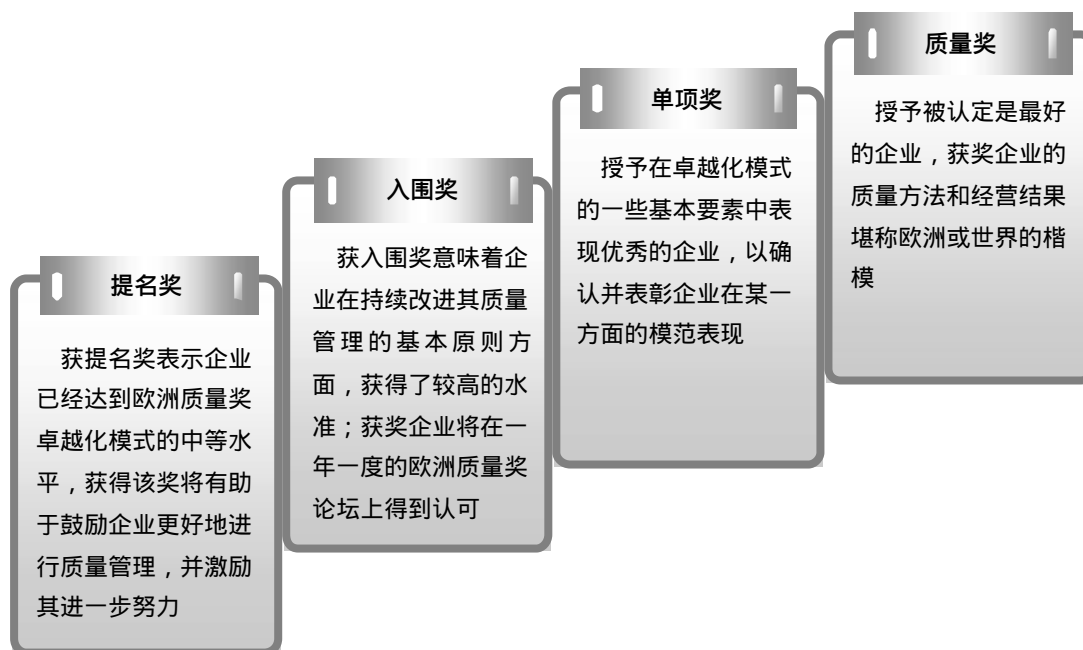 提名奖
获提名奖表示企业
已经达到欧洲质量奖
卓越化模式的中等水
平，获得该奖将有助
于鼓励企业更好地进
行质量管理，并激励
其进一步努力
入围奖
获入围奖意味着企
业在持续改进其质量
管理的基本原则方
面，获得了较高的水
准；获奖企业将在一
年一度的欧洲质量奖
论坛上得到认可
单项奖
授予在卓越化模式
的一些基本要素中表
现优秀的企业，以确
认并表彰企业在某一
方面的模范表现
质量奖
授予被认定是最好
的企业，获奖企业的
质量方法和经营结果
堪称欧洲或世界的楷
模